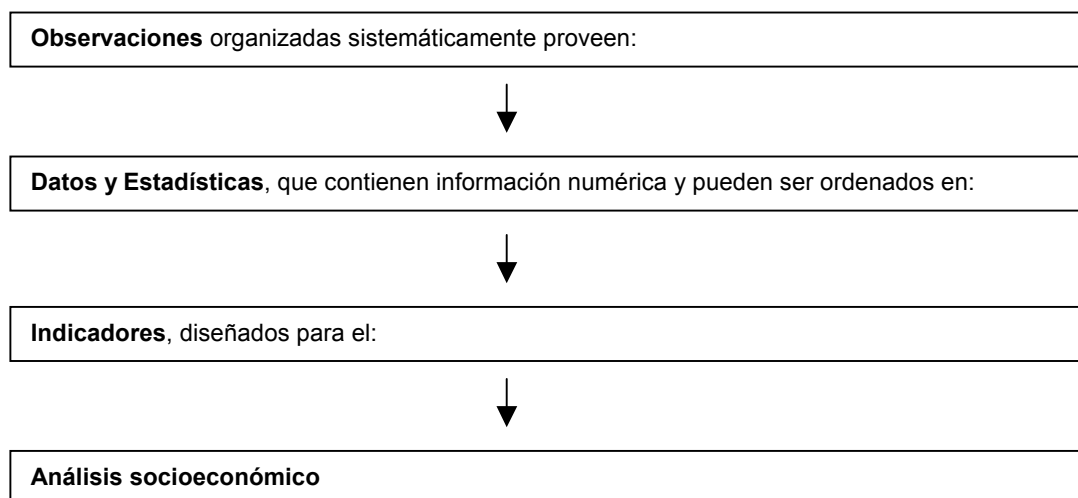 Observaciones organizadas sistemáticamente proveen:
Datos y Estadísticas, que contienen información numérica y pueden ser ordenados en:
Indicadores, diseñados para el:
Análisis socioeconómico